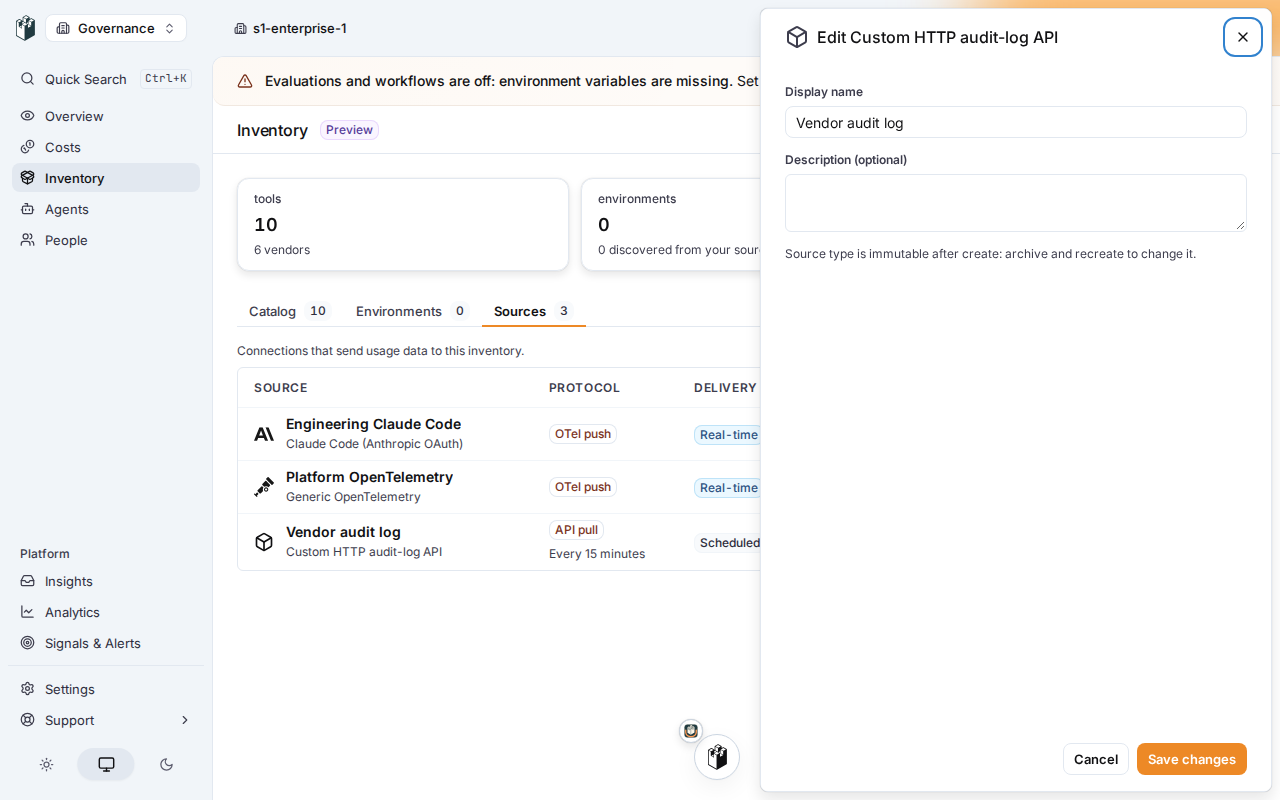 Governance
s1-enterprise-1
Quick Search Ctrl+K
Overview
Costs
Inventory
Agents
People
Platform
Insights
Analytics
Signals & Alerts
Settings
Support
Evaluations and workflows are off: environment variables are missing. Set
Inventory Preview
tools
10
6 vendors
environments
0
0 discovered from your
Catalog 10 Environments 0 Sources 3
Connections that send usage data to this inventory.
SOURCE PROTOCOL DELIVERY
Engineering Claude Code
Claude Code (Anthropic OAuth)
OTel push
Real-time
Platform OpenTelemetry
Generic OpenTelemetry
OTel push
Real-time
Vendor audit log
Custom HTTP audit-log API
API pull
Every 15 minutes
Scheduled
Edit Custom HTTP audit-log API
Display name
Vendor audit log
Description (optional)
Source type is immutable after create: archive and recreate to change it.
Cancel Save changes